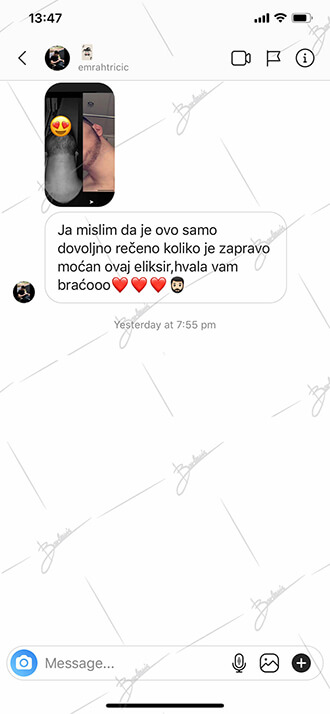 13:47
emrahtricic
Ja mislim da je ovo samo
dovoljno rečeno koliko je zapravo
moćan ovaj eliksir,hvala vam
braćooo❤️❤️❤️🧔🏻
Yesterday at 7:55 pm
Message...